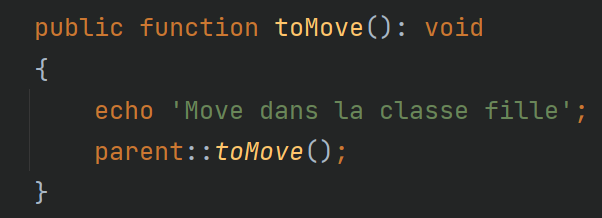 public function toMove(): void
{
echo 'Move dans la classe fille';
parent::toMove();
}